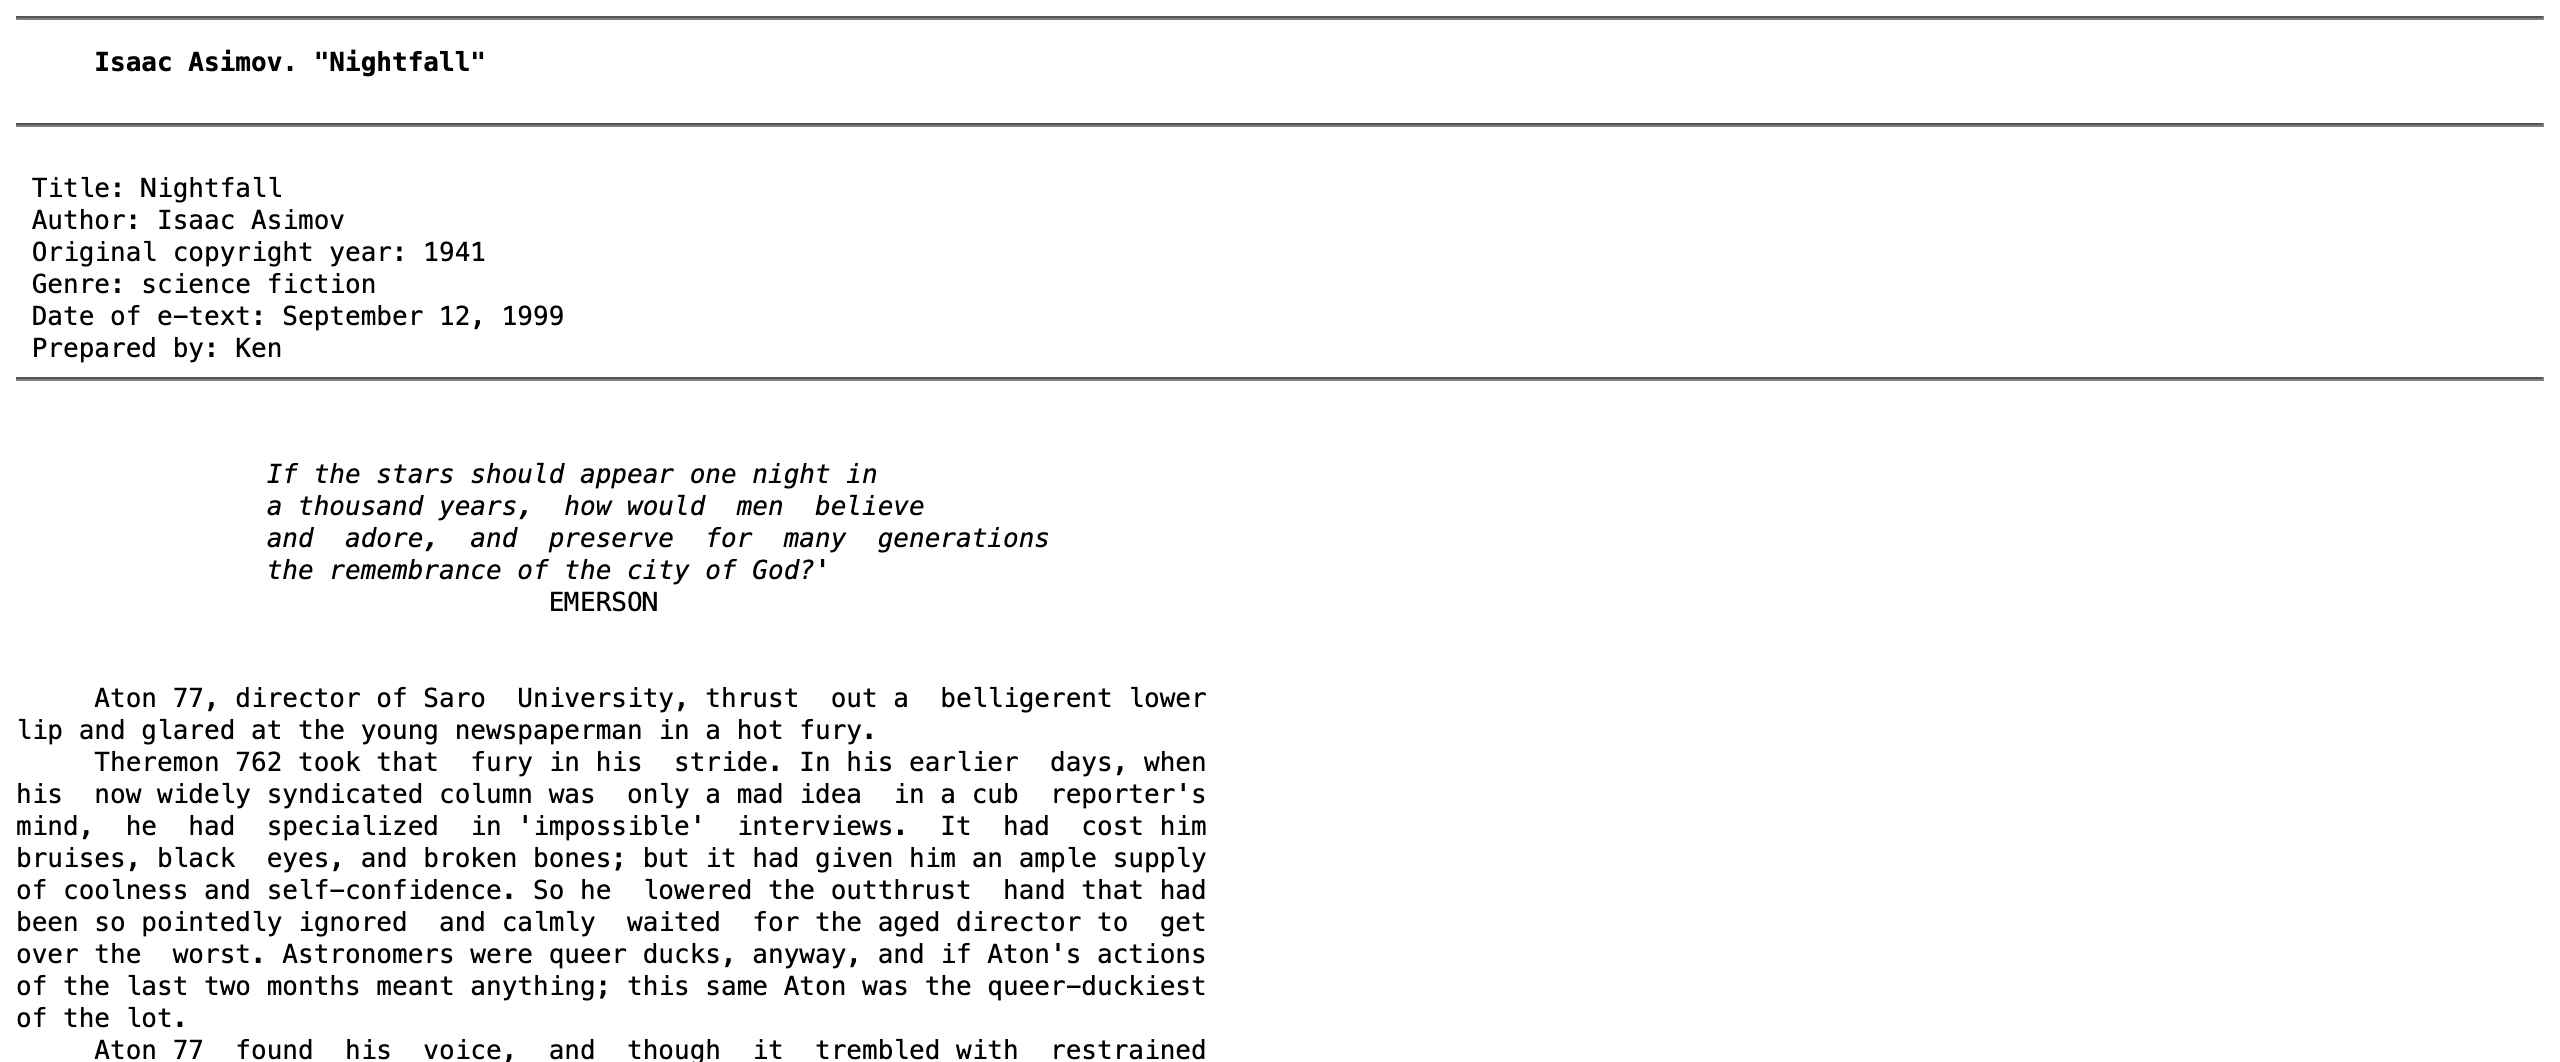 Isaac Asimov. "Nightfall"
Title: Nightfall
Author: Isaac Asimov
Original copyright year: 1941
Genre: science fiction
Date of e-text: September 12, 1999
Prepared by: Ken
If the stars should appear one night in
a thousand years, how would men believe
and adore, and preserve for many generations
the remembrance of the city of God?'
EMERSON
Aton 77, director of Saro University, thrust out a belligerent lower
lip and glared at the young newspaperman in a hot fury.
Theremon 762 took that fury in his stride. In his earlier days, when
his now widely syndicated column was only a mad idea in a cub reporter's
mind, he had specialized in 'impossible' interviews. It had cost him
bruises, black eyes, and broken bones; but it had given him an ample supply
of coolness and self-confidence. So he lowered the outthrust hand that had
been so pointedly ignored and calmly waited for the aged director to get
over the worst. Astronomers were queer ducks, anyway, and if Aton's actions
of the last two months meant anything; this same Aton was the queer-duckiest
of the lot.
Aton 77 found his voice, and though it trembled with restrained